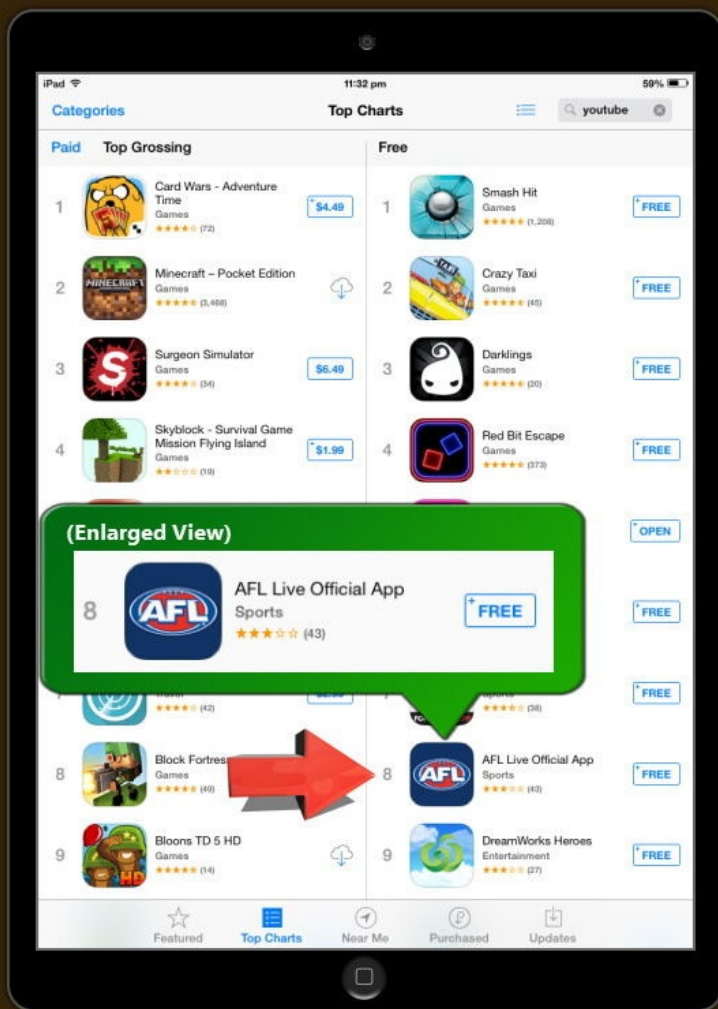 iPad
11:32 pm
59%
Categories
Top Charts
youtube
Paid
Top Grossing
Free
1
Card Wars - Adventure
Time
Games
(72)
$4.49
2
MINECRAFT
Minecraft – Pocket Edition
Games
(3,468)
3
S
Surgeon Simulator
Games
(34)
$6.49
4
Skyblock - Survival Game
Mission Flying Island
Games
(19)
$1.99
1
Smash Hit
Games
(1,208)
+FREE
2
TAXI
Crazy Taxi
Games
(45)
+FREE
3
Darklings
Games
(20)
+FREE
4
Red Bit Escape
Games
(373)
+FREE
+OPEN
+FREE
(Enlarged View)
8
AFL
AFL Live Official App
Sports
(43)
+FREE
(42)
8
Block Fortress
Games
(49)
9
HD
Bloons TD 5 HD
Games
(14)
Sports
(38)
+FREE
8
AFL
AFL Live Official App
Sports
(43)
+FREE
9
DreamWorks Heroes
Entertainment
(27)
+FREE
Featured
Top Charts
Near Me
Purchased
Updates